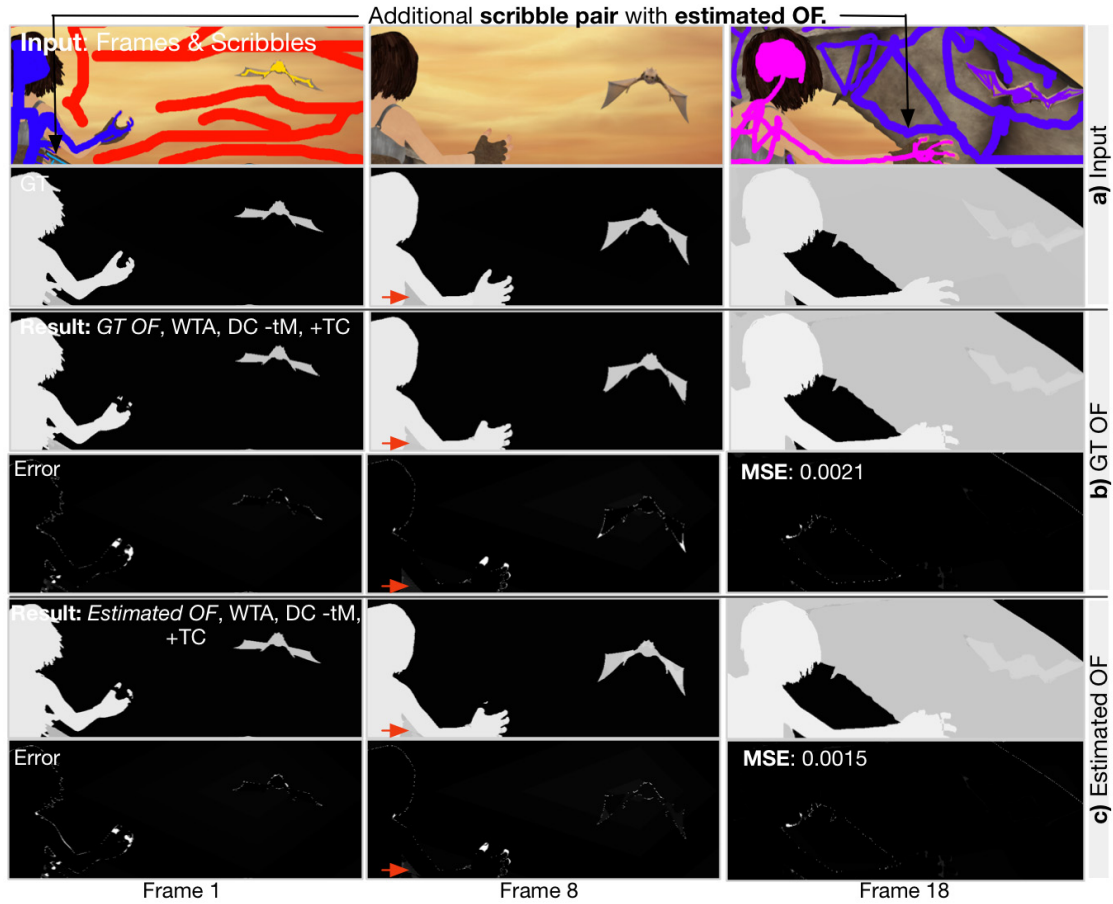 Additional scribble pair with estimated OF.
Input: Frames & Scribbles
a) Input
GT
Result: GT OF, WTA, DC -tM, +TC
b) GT OF
Error
MSE: 0.0021
Result: Estimated OF, WTA, DC -tM,
+TC
c) Estimated OF
Error
MSE: 0.0015
Frame 1
Frame 8
Frame 18